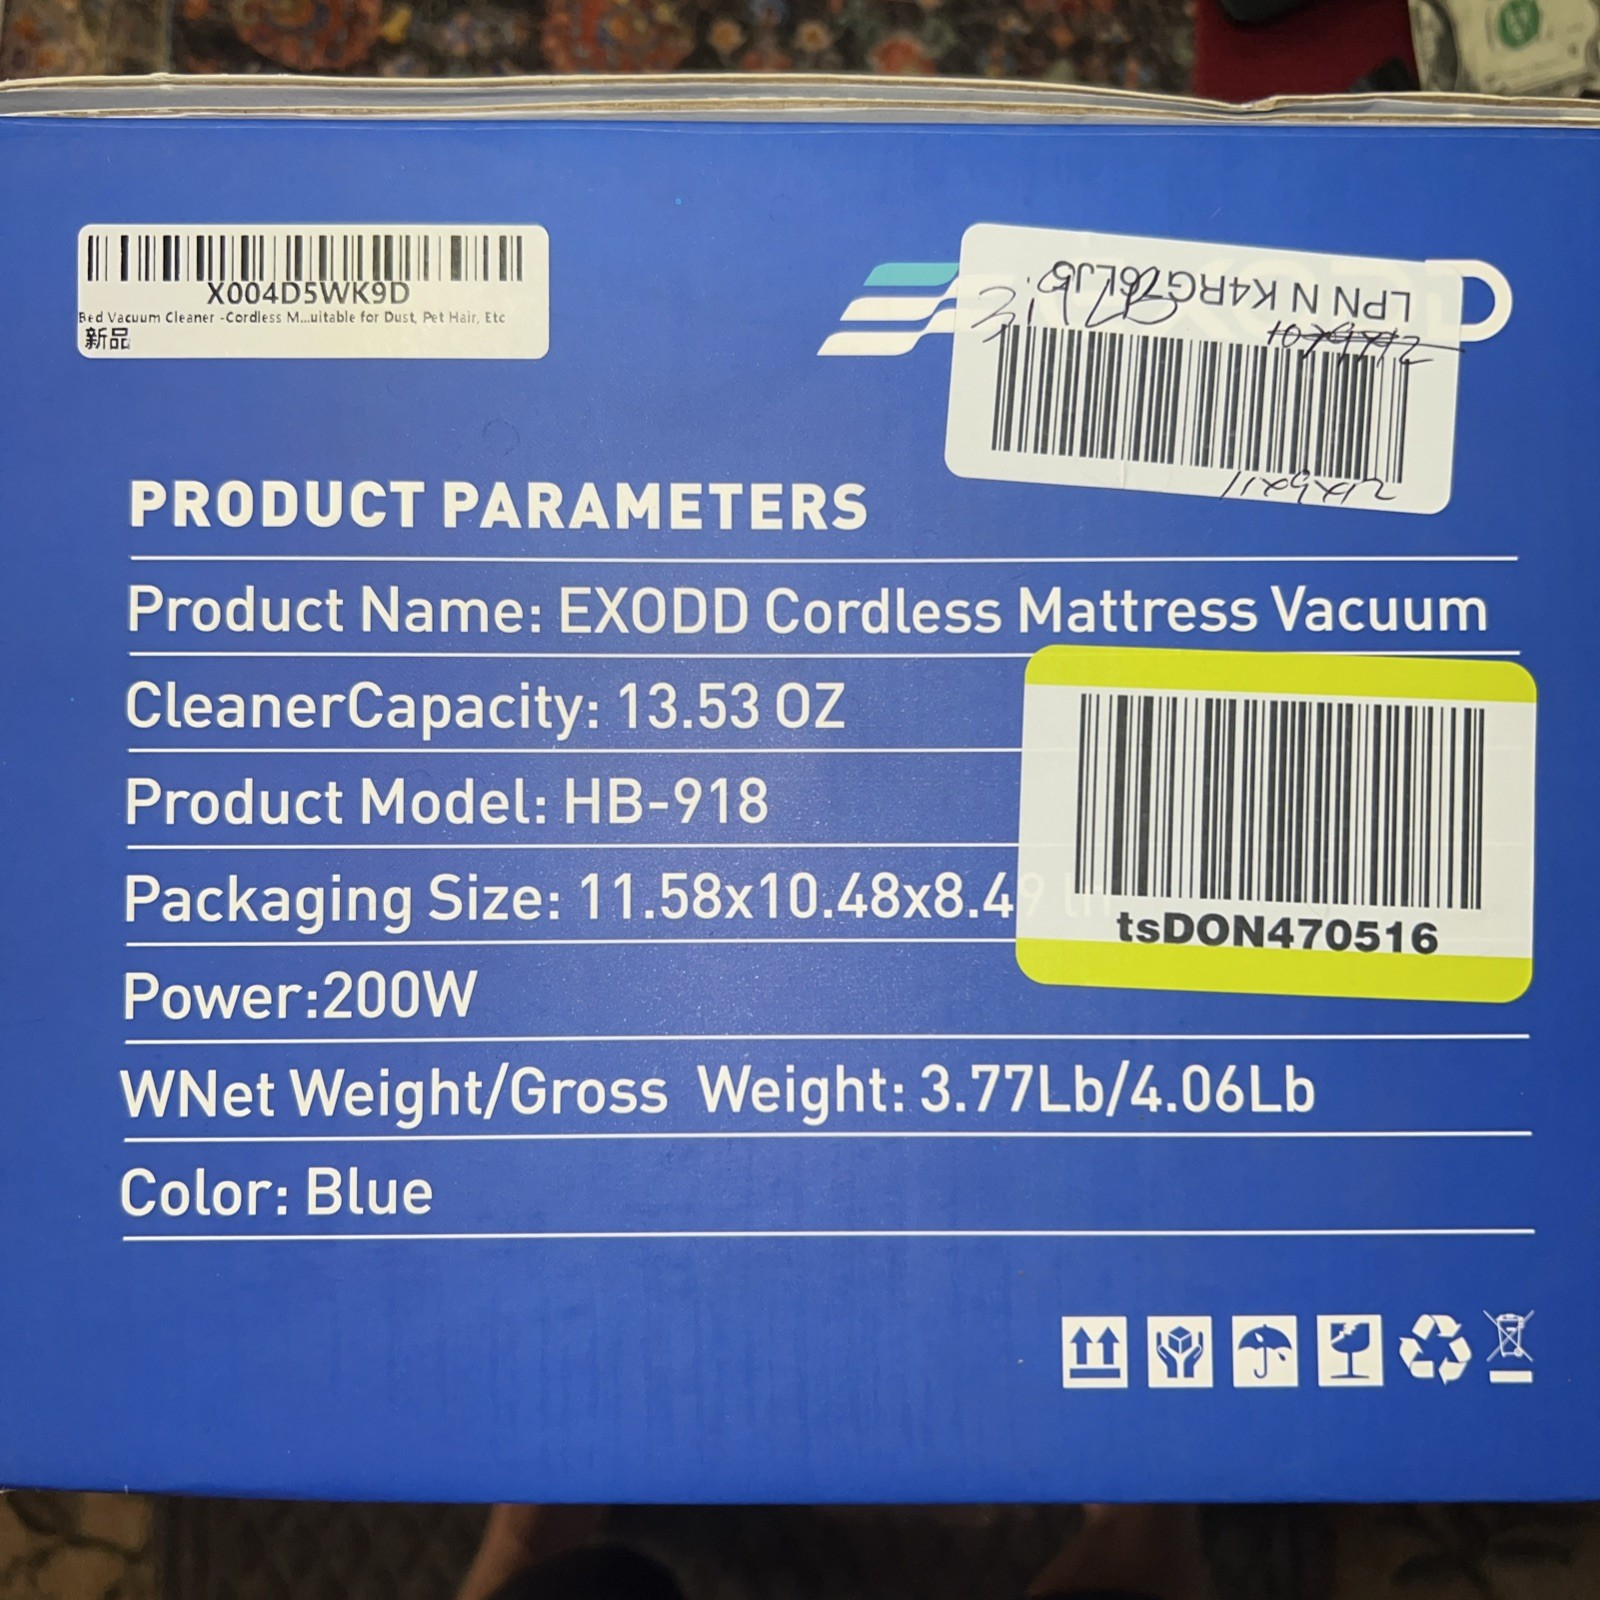 X004D5WK9D
Bed Vacuum Cleaner -Cordless M...uitable for Dust, Pet Hair, Etc
新品
LPN N K4RG76LJ5
PRODUCT PARAMETERS
Product Name: EXODD Cordless Mattress Vacuum
CleanerCapacity: 13.53 OZ
Product Model: HB-918
Packaging Size: 11.58x10.48x8.49 In
tsDON470516
Power:200W
WNet Weight/Gross Weight: 3.77Lb/4.06Lb
Color: Blue